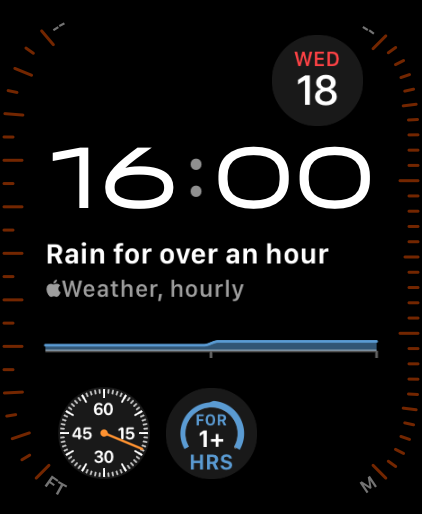 --
--
WED
18
16:00
Rain for over an hour
Weather, hourly
60
45 15
30
FOR
1+
HRS
FT
M